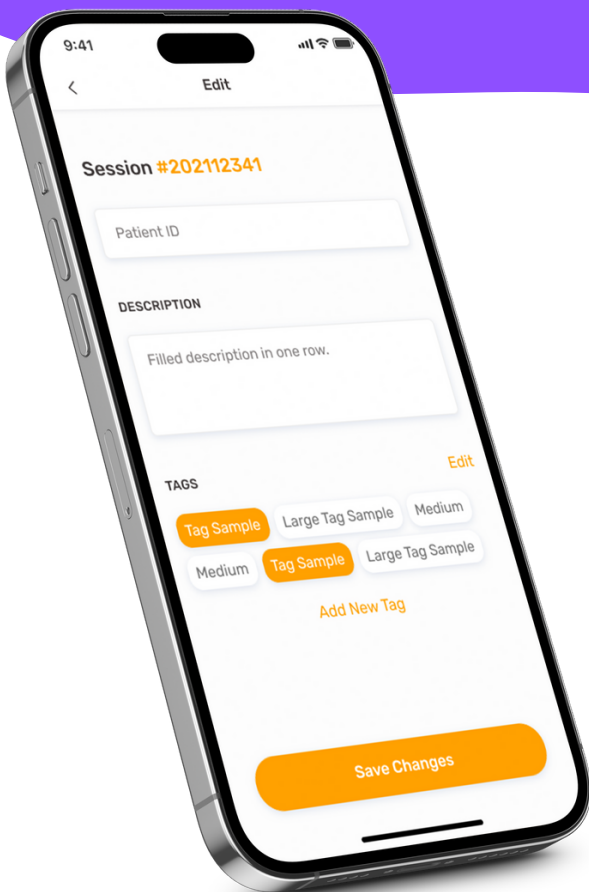 9:41
Edit
Session #202112341
Patient ID
DESCRIPTION
Filled description in one row.
TAGS
Edit
Tag Sample
Large Tag Sample
Medium
Medium
Tag Sample
Large Tag Sample
Add New Tag
Save Changes